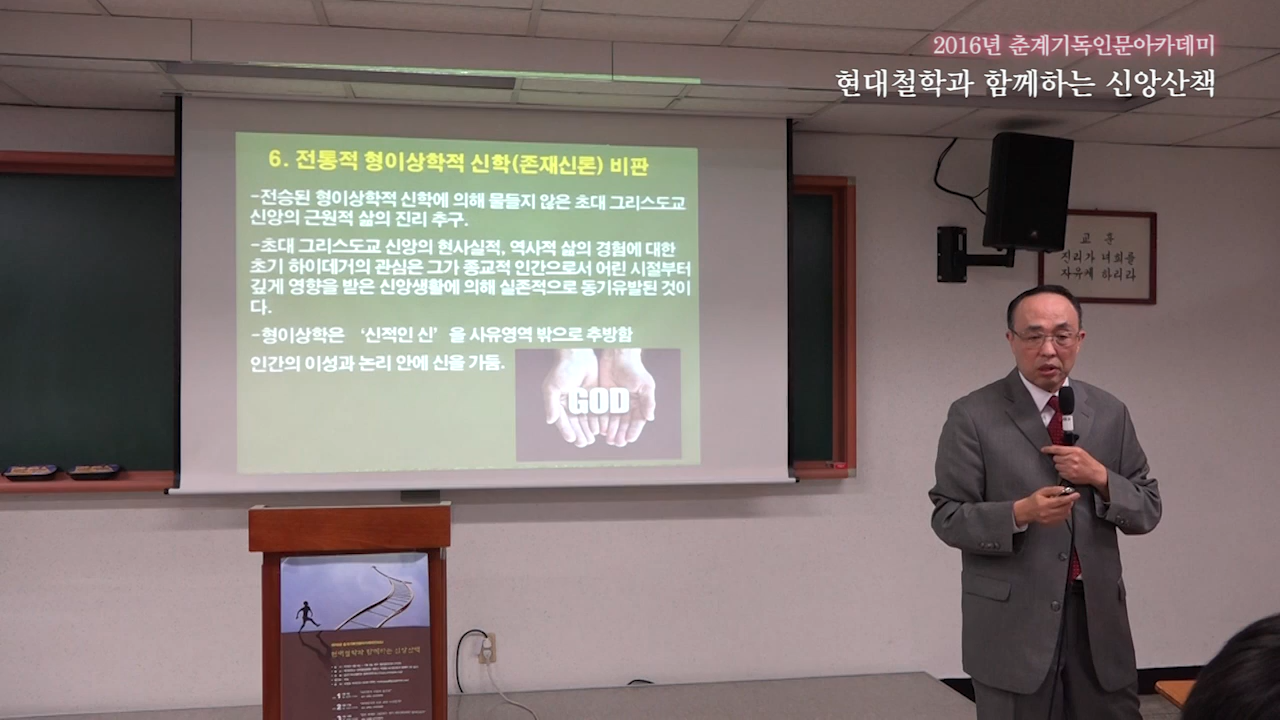 2016년 춘계기독인문아카데미
현대철학과 함께하는 신앙산책
6. 전통적 형이상학적 신학(존재신론) 비판
-전승된 형이상학적 신학에 의해 물들지 않은 초대 그리스도교
신앙의 근원적 삶의 진리 추구.
-초대 그리스도교 신앙의 현사실적, 역사적 삶의 경험에 대한
초기 하이데거의 관심은 그가 종교적 인간으로서 어린 시절부터
깊게 영향을 받은 신앙생활에 의해 실존적으로 동기유발된 것이
다.
-형이상학은 ‘신적인 신’을 사유영역 밖으로 추방함
인간의 이성과 논리 안에 신을 가둠.
GOD
교 훈
진리가 너희를
자유케 하리라
현대철학과 함께하는 신앙산책
1
2
3